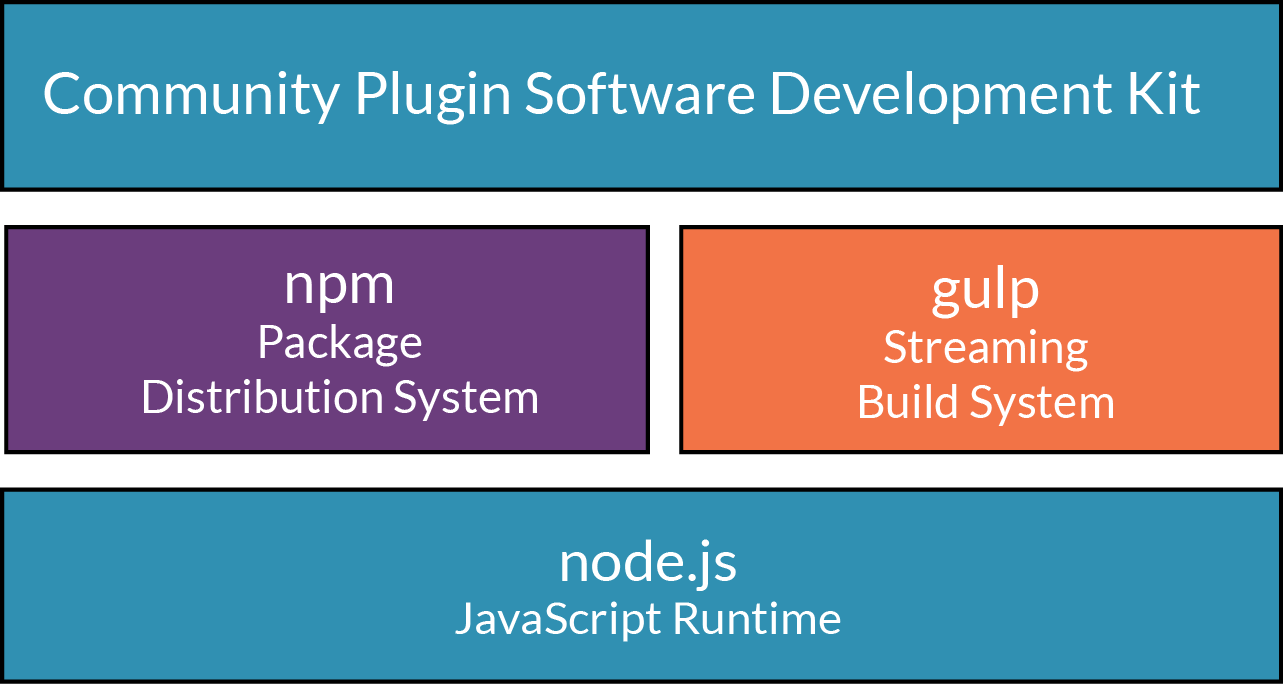 Community Plugin Software Development Kit
npm
Package
Distribution System
gulp
Streaming
Build System
node.js
JavaScript Runtime